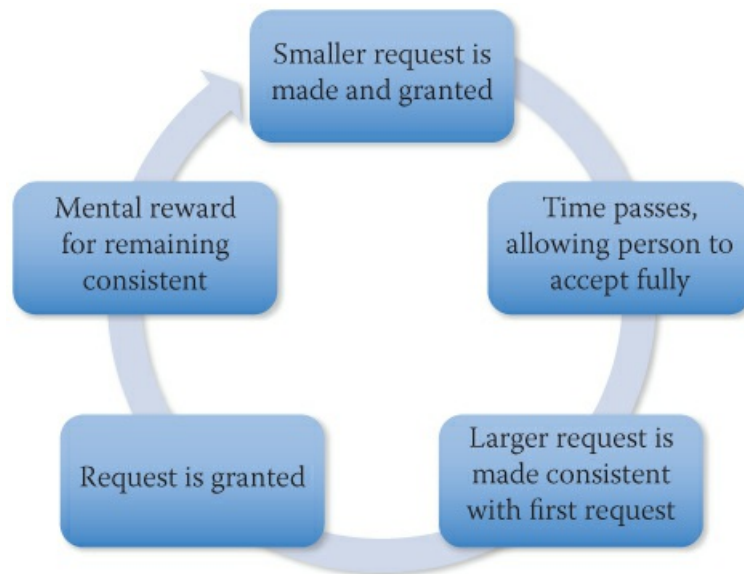 Smaller request is
made and granted
Time passes,
allowing person to
accept fully
Larger request is
made consistent
with first request
Request is granted
Mental reward
for remaining
consistent